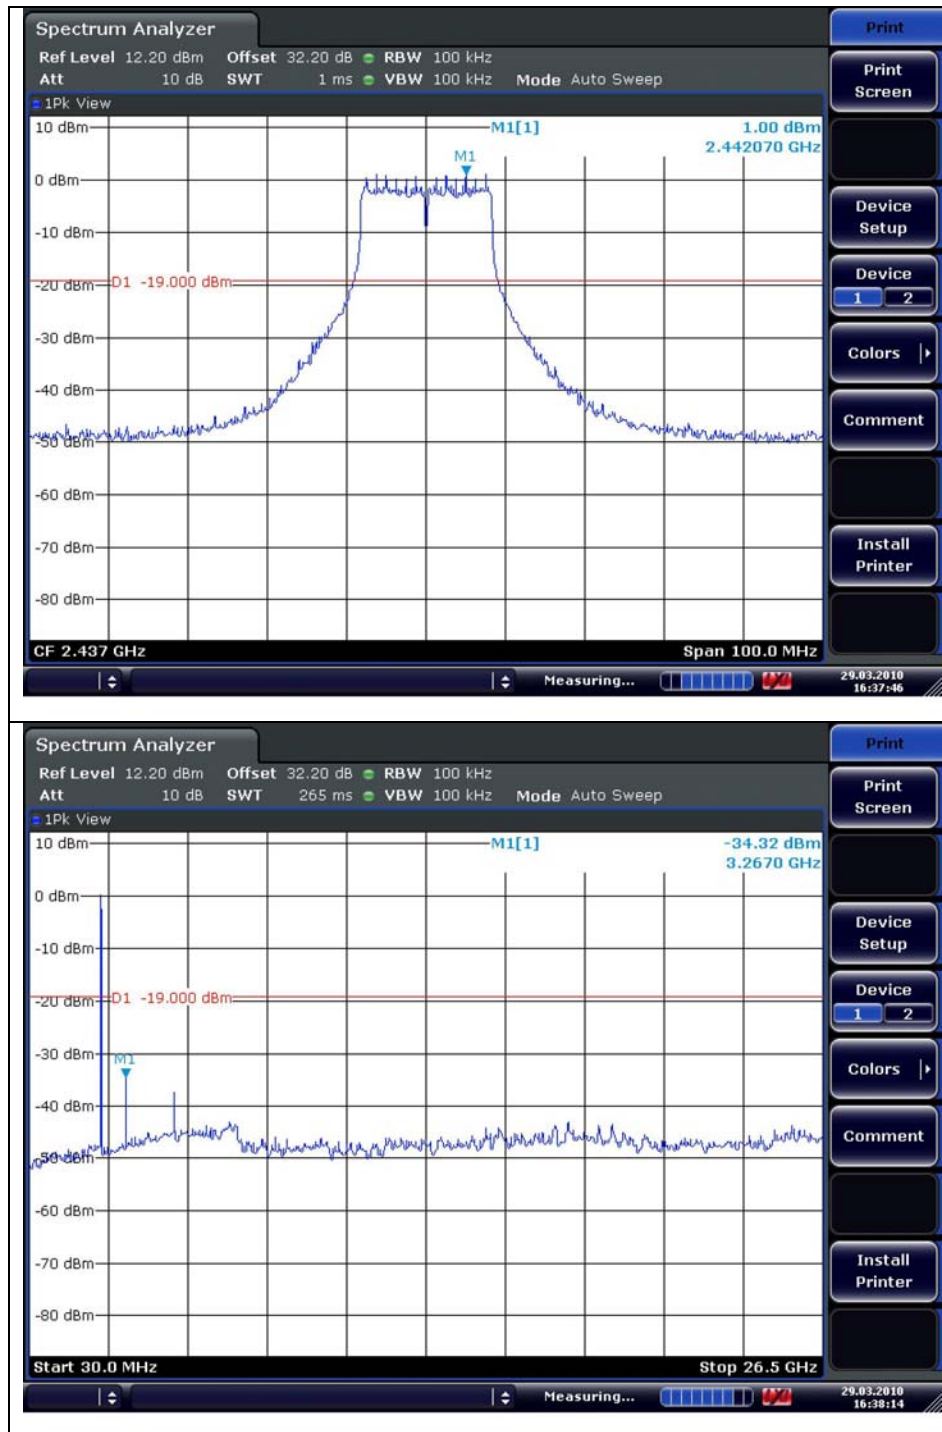 Spectrum Analyzer
Ref Level 12.20 dBm Offset 32.20 dB RBW 100 kHz
Att 10 dB SWT 1 ms VBW 100 kHz Mode Auto Sweep
1Pk View
10 dBm M1[1] 1.00 dBm
2.442070 GHz
M1
0 dBm
-10 dBm
D1 -19.000 dBm
-20 dBm
-30 dBm
-40 dBm
-50 dBm
-60 dBm
-70 dBm
-80 dBm
CF 2.437 GHz Span 100.0 MHz
Measuring... 29.03.2010
16:37:46
Print
Print
Screen
Device
Setup
Device
1 2
Colors
Comment
Install
Printer
Spectrum Analyzer
Ref Level 12.20 dBm Offset 32.20 dB RBW 100 kHz
Att 10 dB SWT 265 ms VBW 100 kHz Mode Auto Sweep
1Pk View
10 dBm M1[1] -34.32 dBm
3.2670 GHz
0 dBm
-10 dBm
D1 -19.000 dBm
-20 dBm
-30 dBm
M1
-40 dBm
-50 dBm
-60 dBm
-70 dBm
-80 dBm
Start 30.0 MHz Stop 26.5 GHz
Measuring... 29.03.2010
16:38:14
Print
Print
Screen
Device
Setup
Device
1 2
Colors
Comment
Install
Printer